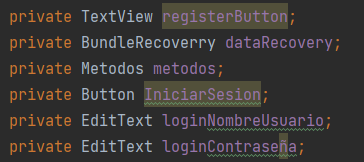 private TextView registerButton;
private BundleRecoverry dataRecovery;
private Metodos metodos;
private Button IniciarSesion;
private EditText loginNombreUsuario;
private EditText loginContraseña;